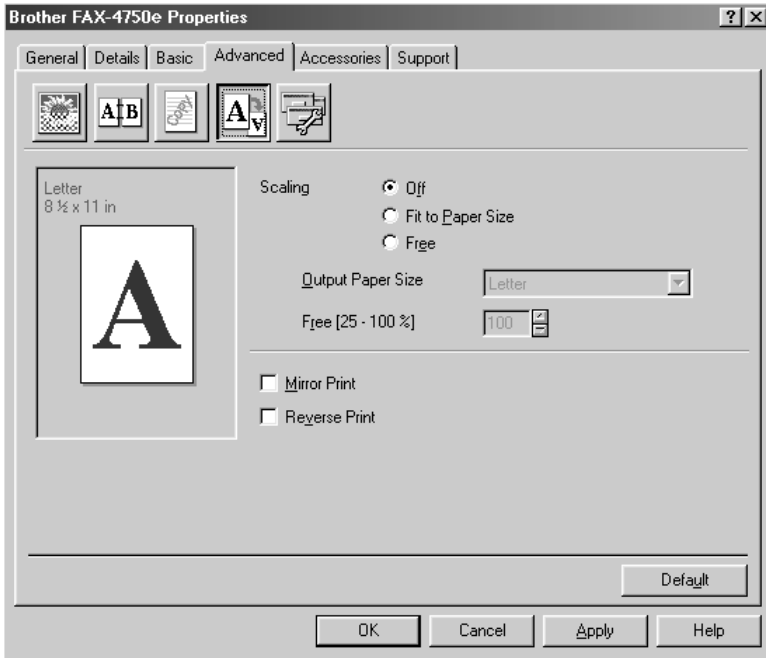 Brother FAX-4750e Properties
General Details Basic Advanced Accessories Support
A B Copy A A
Letter
8 ½ x 11 in
A
Scaling Off
Fit to Paper Size
Free
Output Paper Size Letter
Free [25 - 100 %] 100
Mirror Print
Reverse Print
Default
OK Cancel Apply Help